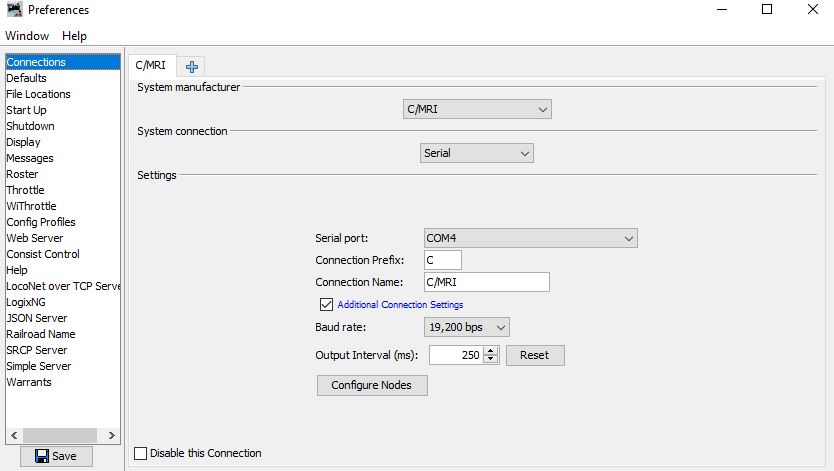 Preferences
Window Help
Connections
Defaults
File Locations
Start Up
Shutdown
Display
Messages
Roster
Throttle
WiThrottle
Config Profiles
Web Server
Consist Control
Help
LocoNet over TCP Serve
LogixNG
JSON Server
Railroad Name
SRCP Server
Simple Server
Warrants
Save
C/MRI
System manufacturer
C/MRI
System connection
Serial
Settings
Serial port: COM4
Connection Prefix: C
Connection Name: C/MRI
Additional Connection Settings
Baud rate: 19,200 bps
Output Interval (ms): 250 Reset
Configure Nodes
Disable this Connection